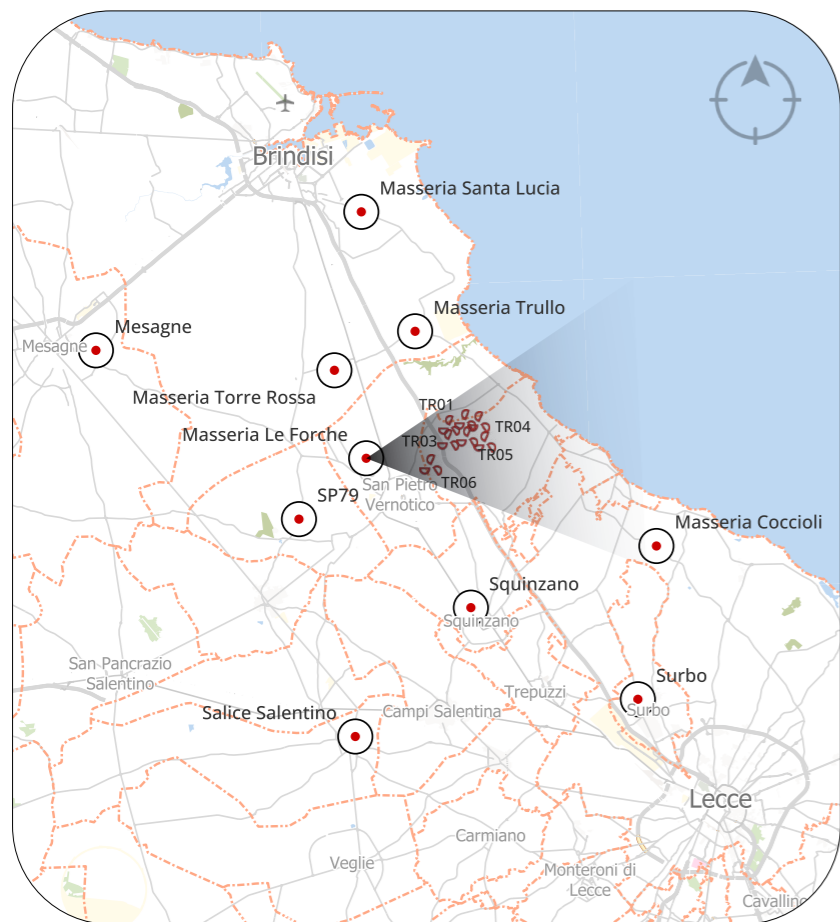 Brindisi
Masseria Santa Lucia
Masseria Trullo
Mesagne
Mesagne
Masseria Torre Rossa
TR01
Masseria Le Forche
TR03
TR04
TR05
TR06
San Pietro
Vernotico
SP79
Masseria Coccioli
Squinzano
Squinzano
San Pancrazio
Salentino
Trepuzzi
Surbo
Surbo
Salice Salentino
Campi Salentina
Lecce
Carmiano
Veglie
Monteroni di
Lecce
Cavallino